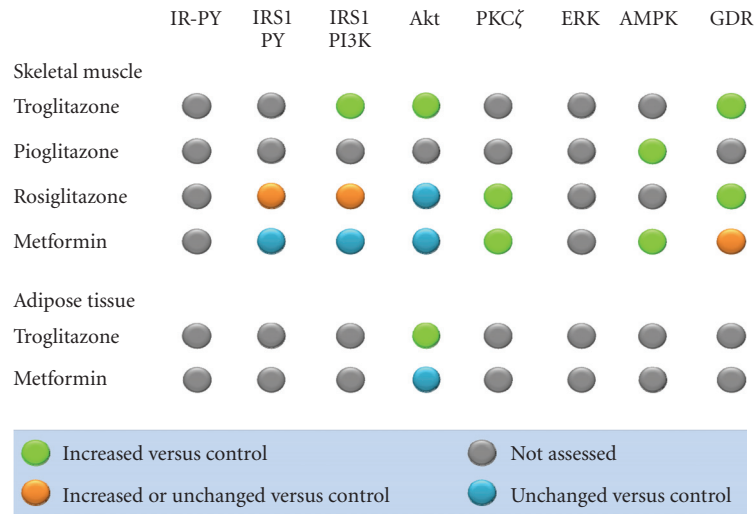 IR-PY IRS1 PY IRS1 PI3K Akt PKCζ ERK AMPK GDR
Skeletal muscle
Troglitazone
Pioglitazone
Rosiglitazone
Metformin
Adipose tissue
Troglitazone
Metformin
Increased versus control
Not assessed
Increased or unchanged versus control
Unchanged versus control